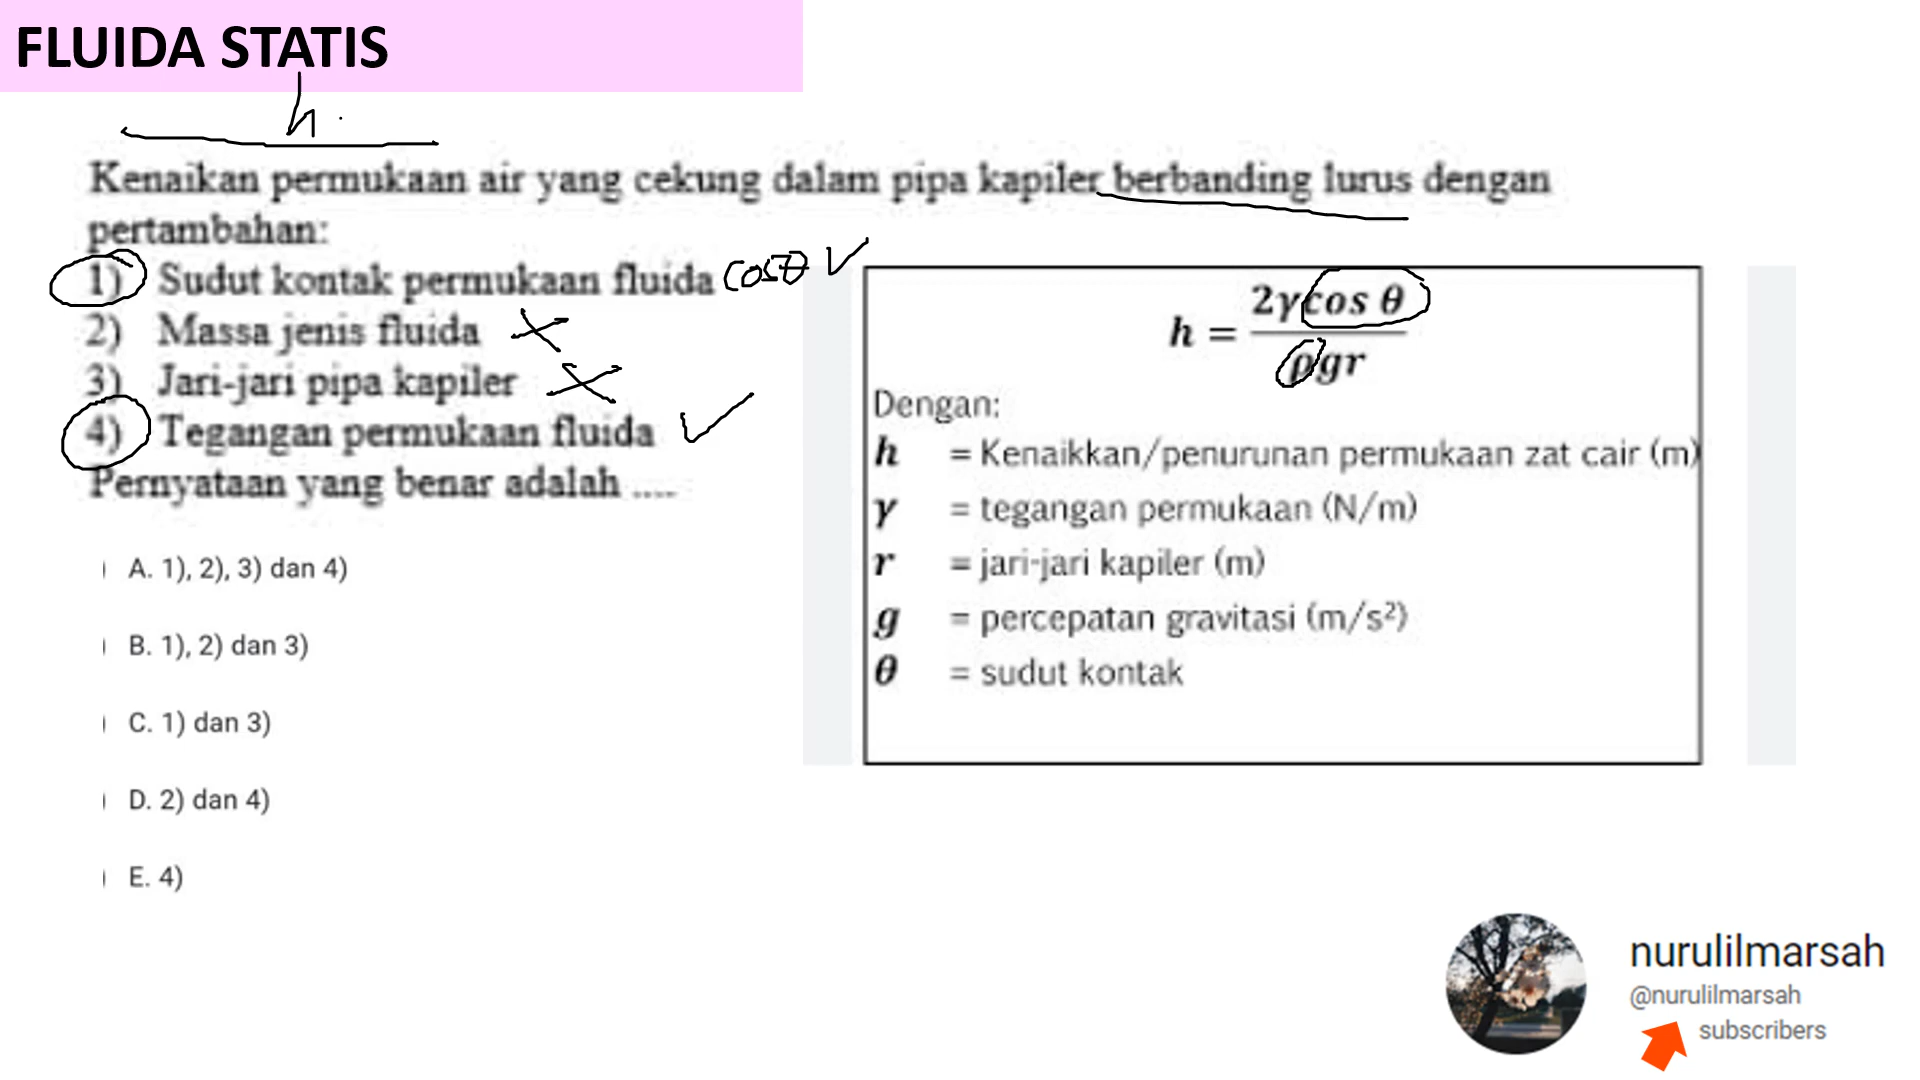 FLUIDA STATIS
h
Kenaikan permukaan air yang cekung dalam pipa kapiler berbanding lurus dengan
pertambahan:
1) Sudut kontak permukaan fluida cosθ
2) Massa jenis fluida
3) Jari-jari pipa kapiler
4) Tegangan permukaan fluida
Pernyataan yang benar adalah .....
A. 1), 2), 3) dan 4)
B. 1), 2) dan 3)
C. 1) dan 3)
D. 2) dan 4)
E. 4)
h = 2γcos θ / ρgr
Dengan:
h = Kenaikkan/penurunan permukaan zat cair (m)
γ = tegangan permukaan (N/m)
r = jari-jari kapiler (m)
g = percepatan gravitasi (m/s²)
θ = sudut kontak
nurulilmarsah
@nurulilmarsah
subscribers